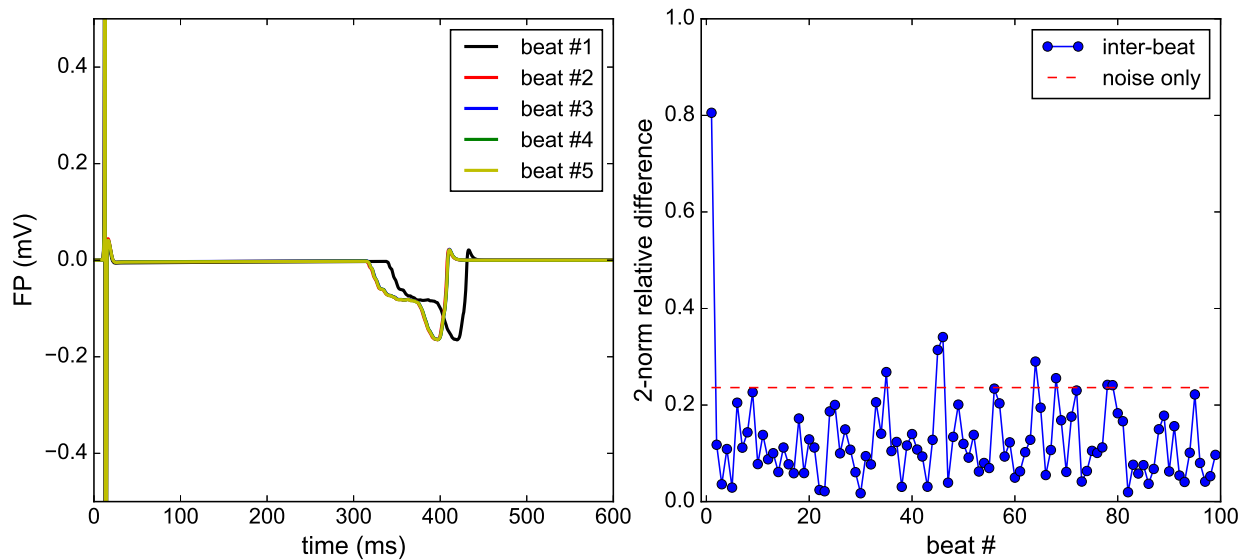 0.4
0.2
0.0
−0.2
−0.4
FP (mV)
0 100 200 300 400 500 600
time (ms)
beat #1
beat #2
beat #3
beat #4
beat #5
1.0
0.8
0.6
0.4
0.2
0.0
2-norm relative difference
0 20 40 60 80 100
beat #
inter-beat
noise only